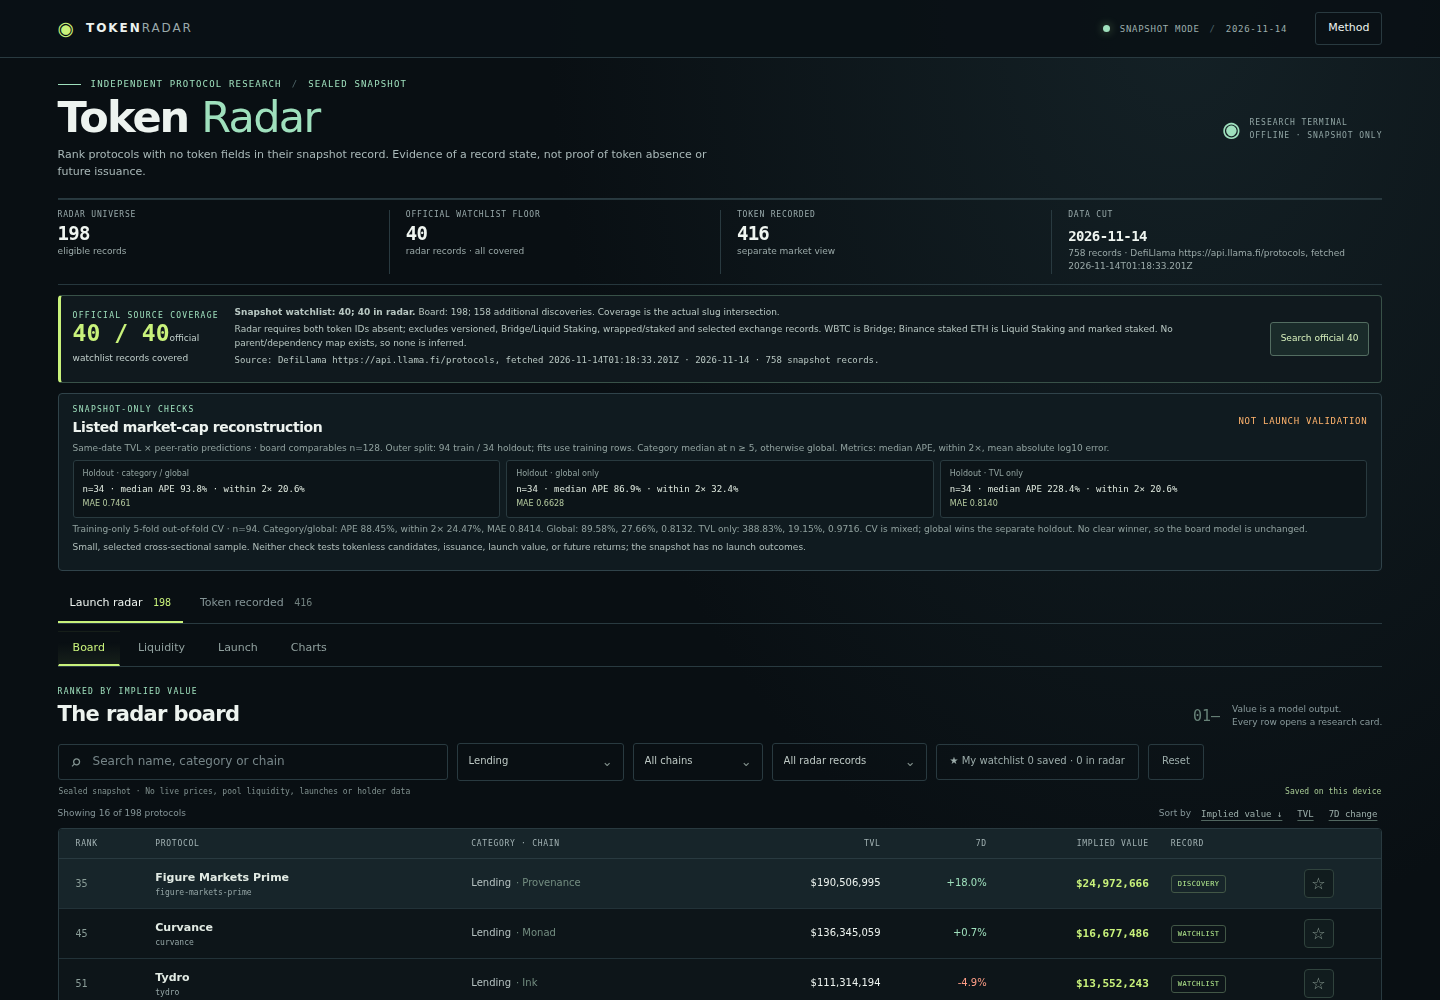 TOKENRADAR
SNAPSHOT MODE / 2026-11-14
Method
INDEPENDENT PROTOCOL RESEARCH / SEALED SNAPSHOT
Token Radar
Rank protocols with no token fields in their snapshot record. Evidence of a record state, not proof of token absence or
future issuance.
RESEARCH TERMINAL
OFFLINE · SNAPSHOT ONLY
RADAR UNIVERSE
198
eligible records
OFFICIAL WATCHLIST FLOOR
40
radar records · all covered
TOKEN RECORDED
416
separate market view
DATA CUT
2026-11-14
758 records · DefiLlama https://api.llama.fi/protocols, fetched
2026-11-14T01:18:33.201Z
OFFICIAL SOURCE COVERAGE
40 / 40 official
watchlist records covered
Snapshot watchlist: 40; 40 in radar. Board: 198; 158 additional discoveries. Coverage is the actual slug intersection.
Radar requires both token IDs absent; excludes versioned, Bridge/Liquid Staking, wrapped/staked and selected exchange records. WBTC is Bridge; Binance staked ETH is Liquid Staking and marked staked. No
parent/dependency map exists, so none is inferred.
Source: DefiLlama https://api.llama.fi/protocols, fetched 2026-11-14T01:18:33.201Z · 2026-11-14 · 758 snapshot records.
Search official 40
SNAPSHOT-ONLY CHECKS
Listed market-cap reconstruction
NOT LAUNCH VALIDATION
Same-date TVL × peer-ratio predictions · board comparables n=128. Outer split: 94 train / 34 holdout; fits use training rows. Category median at n ≥ 5, otherwise global. Metrics: median APE, within 2×, mean absolute log10 error.
Holdout · category / global
n=34 · median APE 93.8% · within 2× 20.6%
MAE 0.7461
Holdout · global only
n=34 · median APE 86.9% · within 2× 32.4%
MAE 0.6628
Holdout · TVL only
n=34 · median APE 228.4% · within 2× 20.6%
MAE 0.8140
Training-only 5-fold out-of-fold CV · n=94. Category/global: APE 88.45%, within 2× 24.47%, MAE 0.8414. Global: 89.58%, 27.66%, 0.8132. TVL only: 388.83%, 19.15%, 0.9716. CV is mixed; global wins the separate holdout. No clear winner, so the board model is unchanged.
Small, selected cross-sectional sample. Neither check tests tokenless candidates, issuance, launch value, or future returns; the snapshot has no launch outcomes.
Launch radar 198
Token recorded 416
Board
Liquidity
Launch
Charts
RANKED BY IMPLIED VALUE
The radar board
01—
Value is a model output.
Every row opens a research card.
Search name, category or chain
Lending
All chains
All radar records
★ My watchlist 0 saved · 0 in radar
Reset
Sealed snapshot · No live prices, pool liquidity, launches or holder data
Saved on this device
Showing 16 of 198 protocols
Sort by Implied value ↓ TVL 7D change
RANK PROTOCOL CATEGORY · CHAIN TVL 7D IMPLIED VALUE RECORD
35 Figure Markets Prime Lending · Provenance $190,506,995 +18.0% $24,972,666 DISCOVERY ☆
figure-markets-prime
45 Curvance Lending · Monad $136,345,059 +0.7% $16,677,486 WATCHLIST ☆
curvance
51 Tydro Lending · Ink $111,314,194 -4.9% $13,552,243 WATCHLIST ☆
tydro